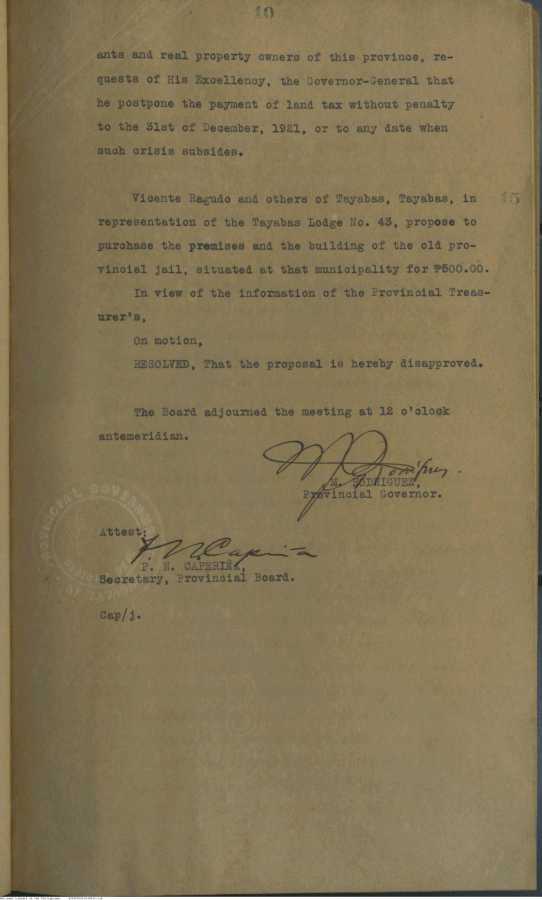 10
ants and real property owners of this province, re-
quests of His Excellency, the Governor-General that
he postpone the payment of land tax without penalty
to the 31st of December, 1921, or to any date when
such crisis subsides.
Vicente Ragudo and others of Tayabas, Tayabas, in
15
representation of the Tayabas Lodge No. 43, propose to
purchase the premises and the building of the old pro-
vincial jail, situated at that municipality for ₱500.00.
In view of the information of the Provincial Treas-
urer's,
On motion,
RESOLVED, That the proposal is hereby disapproved.
The Board adjourned the meeting at 12 o'clock
antemeridian.
M. Rodriguez.
M. RODRIGUEZ,
Provincial Governor.
Attest:
F. N. Caperiña
P. N. CAPERIÑA,
Secretary, Provincial Board.
Cap/j.